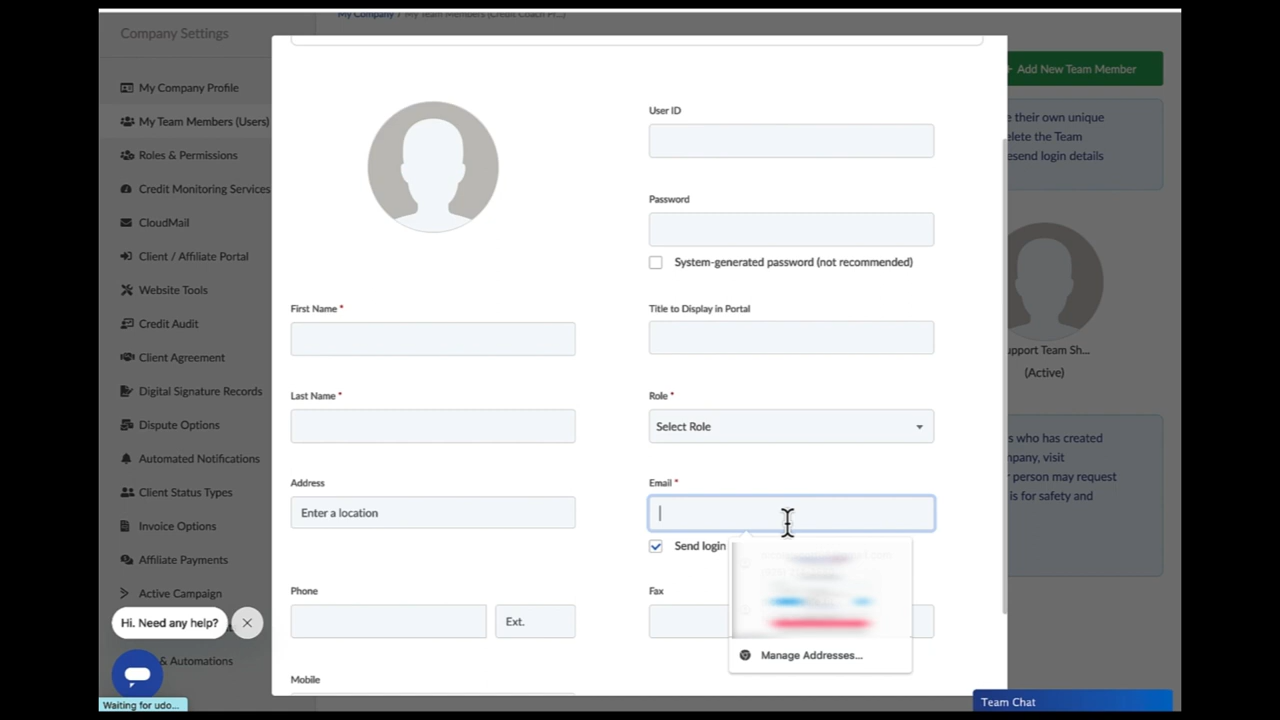 Company Settings
My Company / My Team Members (Credit Coach Pr...)
My Company Profile
My Team Members (Users)
Roles & Permissions
Credit Monitoring Services
CloudMail
Client / Affiliate Portal
Website Tools
Credit Audit
Client Agreement
Digital Signature Records
Dispute Options
Automated Notifications
Client Status Types
Invoice Options
Affiliate Payments
Active Campaign
& Automations
Hi. Need any help?
Waiting for udo...
User ID
Password
System-generated password (not recommended)
First Name *
Title to Display in Portal
Last Name *
Role *
Select Role
Address
Enter a location
Email *
Send login
Phone
Ext.
Fax
Manage Addresses...
Mobile
+ Add New Team Member
e their own unique
elete the Team
esend login details
upport Team Sh...
(Active)
s who has created
mpany, visit
r person may request
is for safety and
Team Chat